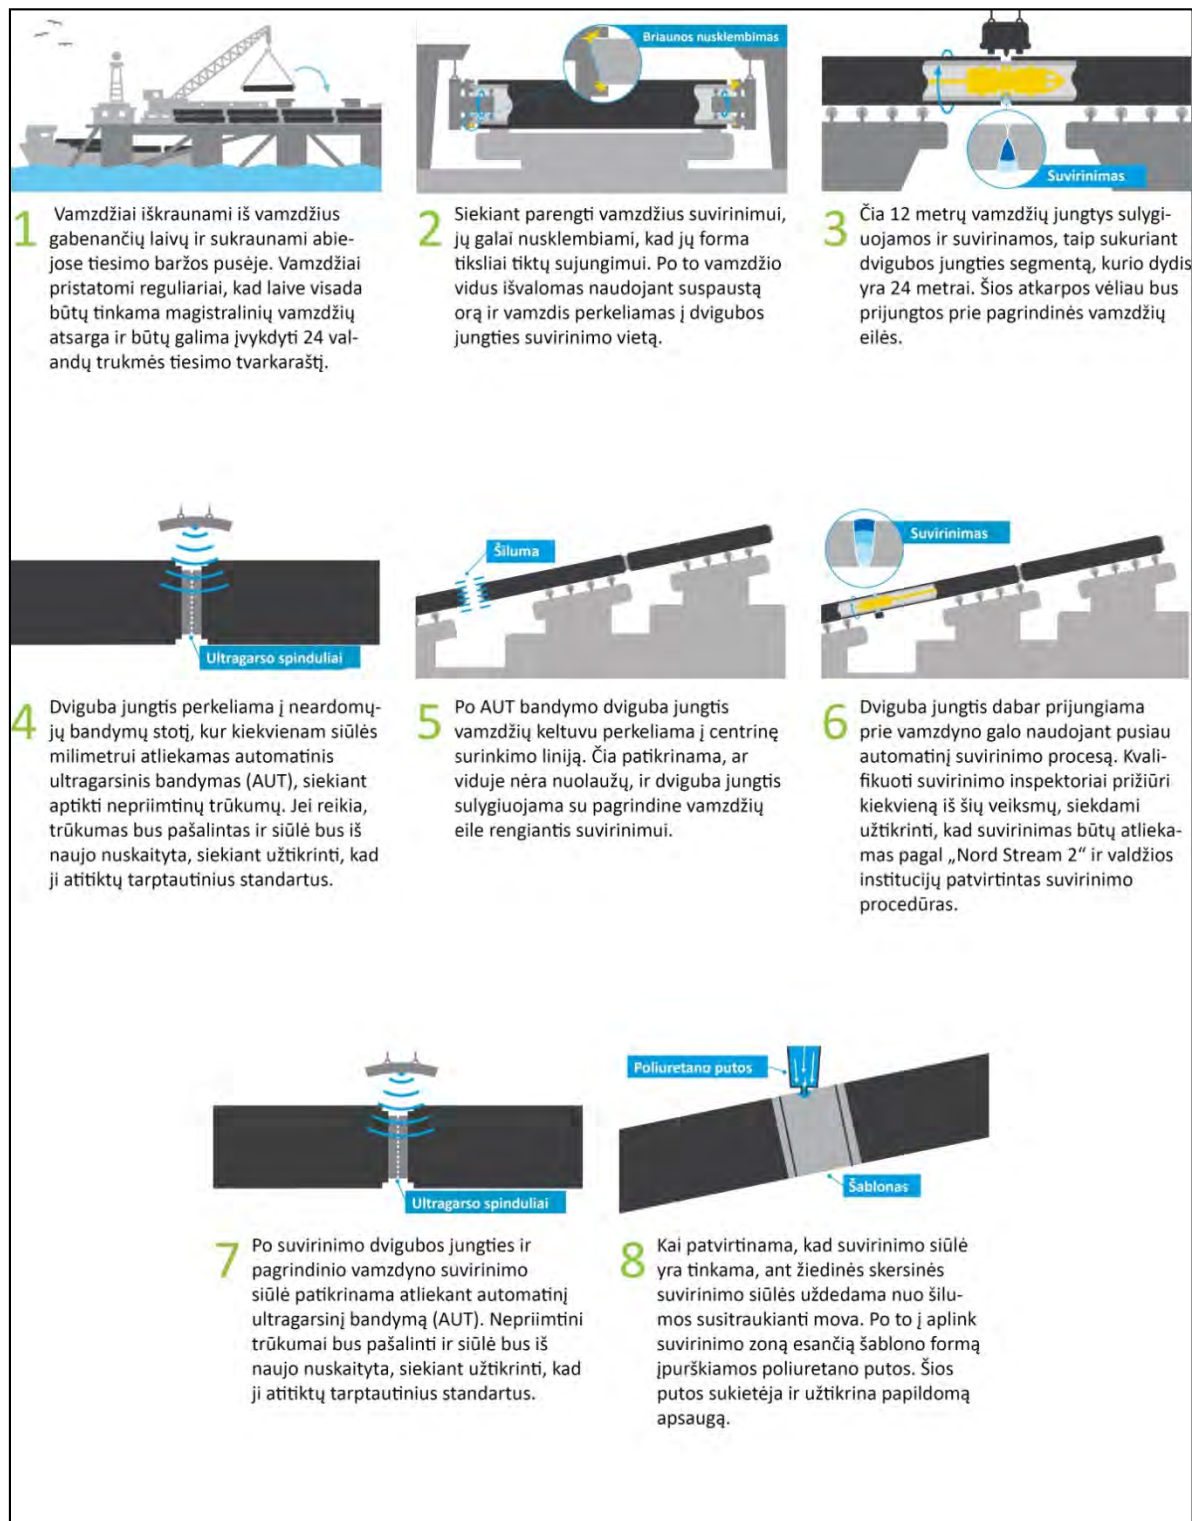 Briaunos nusklembimas
Suvirinimas
1
Vamzdžiai iškraunami iš vamzdžius
gabenančių laivų ir sukraunami abie-
jose tiesimo baržos pusėje. Vamzdžiai
pristatomi reguliariai, kad laive visada
būtų tinkama magistralinių vamzdžių
atsarga ir būtų galima įvykdyti 24 val-
andų trukmės tiesimo tvarkaraštį.
2
Siekiant parengti vamzdžius suvirinimui,
jų galai nusklembiami, kad jų forma
tiksliai tiktų sujungimui. Po to vamzdžio
vidus išvalomas naudojant suspaustą
orą ir vamzdis perkeliamas į dvigubos
jungties suvirinimo vietą.
3
Čia 12 metrų vamzdžių jungtys sulygi-
uojamos ir suvirinamos, taip sukuriant
dvigubos jungties segmentą, kurio dydis
yra 24 metrai. Šios atkarpos vėliau bus
prijungtos prie pagrindinės vamzdžių
eilės.
Ultragarso spinduliai
Šiluma
Suvirinimas
4
Dviguba jungtis perkeliama į neardomų-
jų bandymų stotį, kur kiekvienam siūlės
milimetrui atliekamas automatinis
ultragarsinis bandymas (AUT), siekiant
aptikti nepriimtinų trūkumų. Jei reikia,
trūkumas bus pašalintas ir siūlė bus iš
naujo nuskaityta, siekiant užtikrinti, kad
ji atitiktų tarptautinius standartus.
5
Po AUT bandymo dviguba jungtis
vamzdžių keltuvu perkeliama į centrinę
surinkimo liniją. Čia patikrinama, ar
viduje nėra nuolaužų, ir dviguba jungtis
sulygiuojama su pagrindine vamzdžių
eile rengiantis suvirinimui.
6
Dviguba jungtis dabar prijungiama
prie vamzdyno galo naudojant pusiau
automatinį suvirinimo procesą. Kvali-
fikuoti suvirinimo inspektoriai prižiūri
kiekvieną iš šių veiksmų, siekdami
užtikrinti, kad suvirinimas būtų atlieka-
mas pagal „Nord Stream 2“ ir valdžios
institucijų patvirtintas suvirinimo
procedūras.
Ultragarso spinduliai
Poliuretano putos
Šablonas
7
Po suvirinimo dvigubos jungties ir
pagrindinio vamzdyno suvirinimo
siūlė patikrinama atliekant automatinį
ultragarsinį bandymą (AUT). Nepriimtini
trūkumai bus pašalinti ir siūlė bus iš
naujo nuskaityta, siekiant užtikrinti, kad
ji atitiktų tarptautinius standartus.
8
Kai patvirtinama, kad suvirinimo siūlė
yra tinkama, ant žiedinės skersinės
suvirinimo siūlės uždedama nuo šilu-
mos susitraukianti mova. Po to į aplink
suvirinimo zoną esančią šablono formą
įpurškiamos poliuretano putos. Šios
putos sukietėja ir užtikrina papildomą
apsaugą.